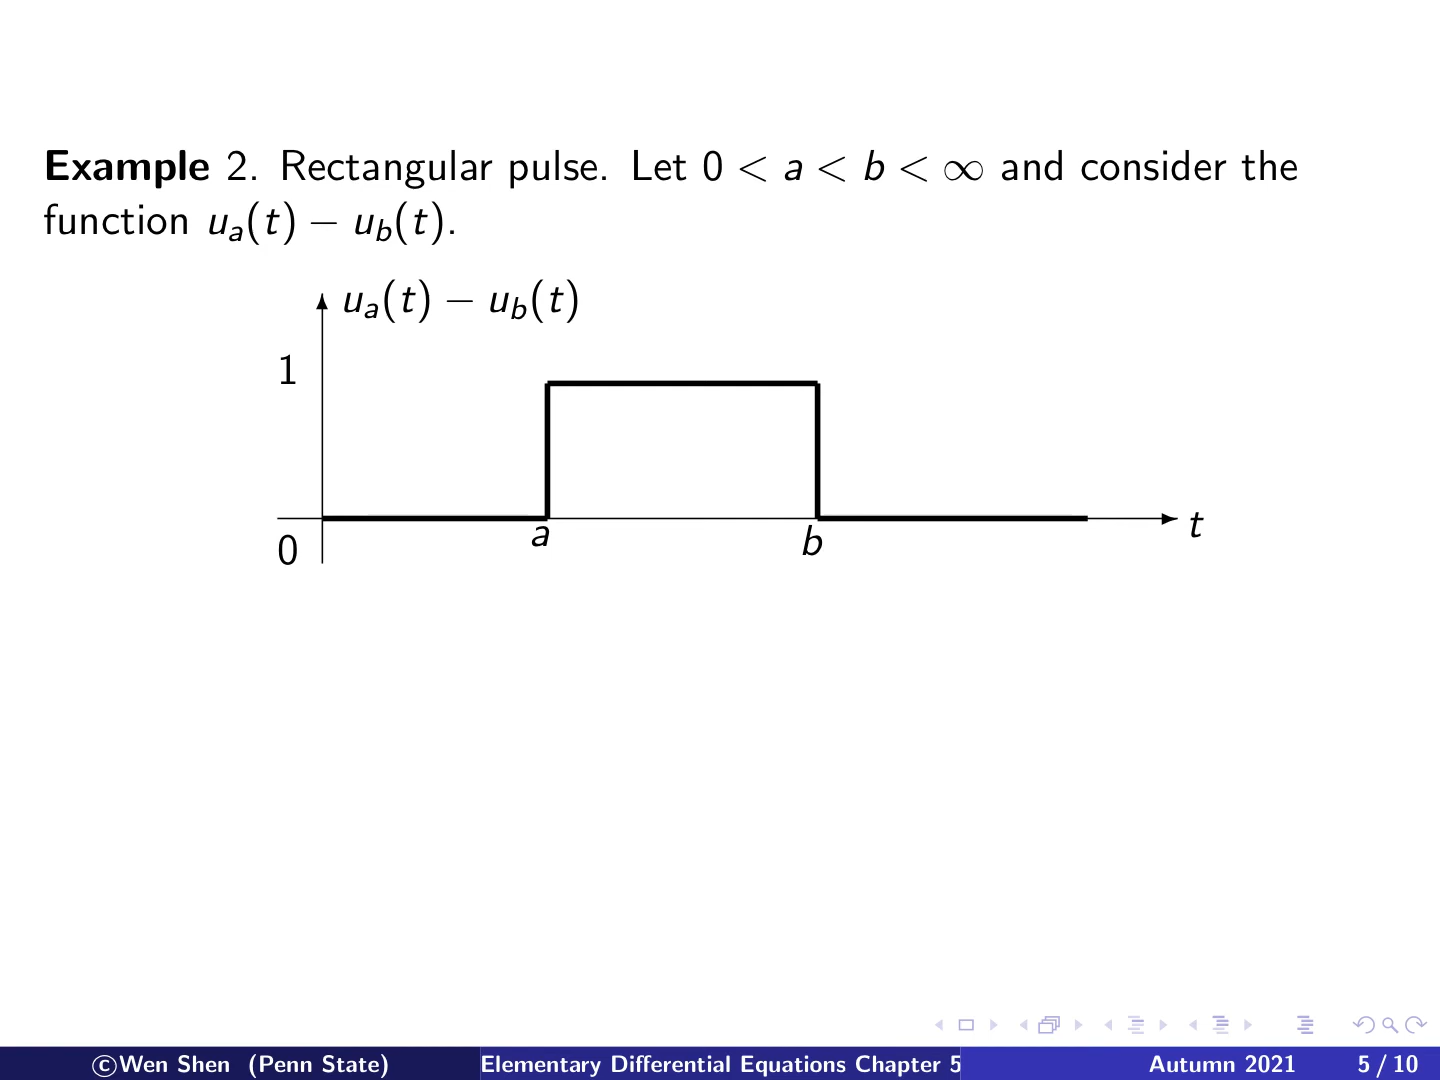 Example 2. Rectangular pulse. Let 0 < a < b < ∞ and consider the
function u_a(t) − u_b(t).
u_a(t) − u_b(t)
1
a
b
t
0
©Wen Shen (Penn State)
Elementary Differential Equations Chapter 5
Autumn 2021
5 / 10